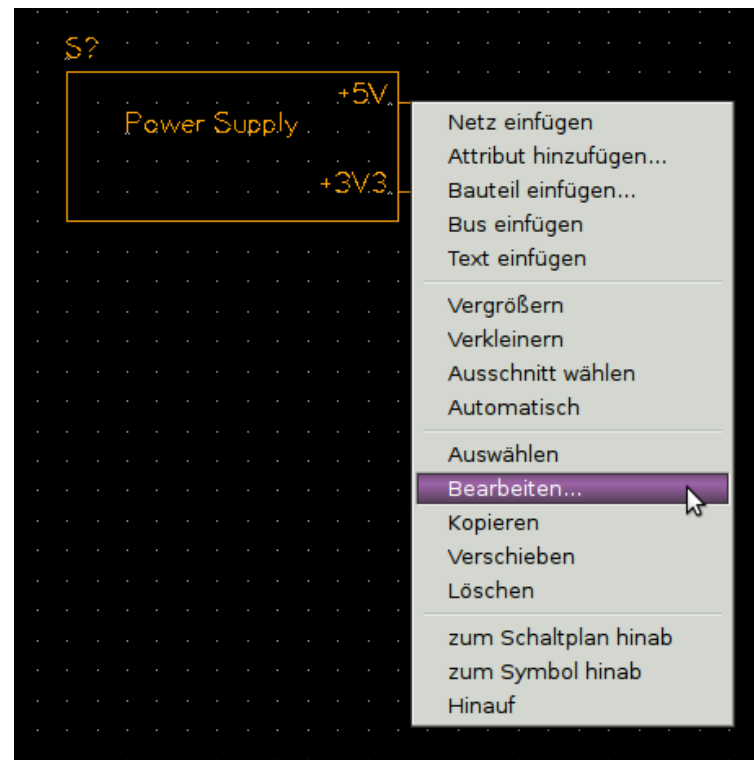 S?
+5V
Power Supply
+3V3
Netz einfügen
Attribut hinzufügen...
Bauteil einfügen...
Bus einfügen
Text einfügen
Vergrößern
Verkleinern
Ausschnitt wählen
Automatisch
Auswählen
Bearbeiten...
Kopieren
Verschieben
Löschen
zum Schaltplan hinab
zum Symbol hinab
Hinauf